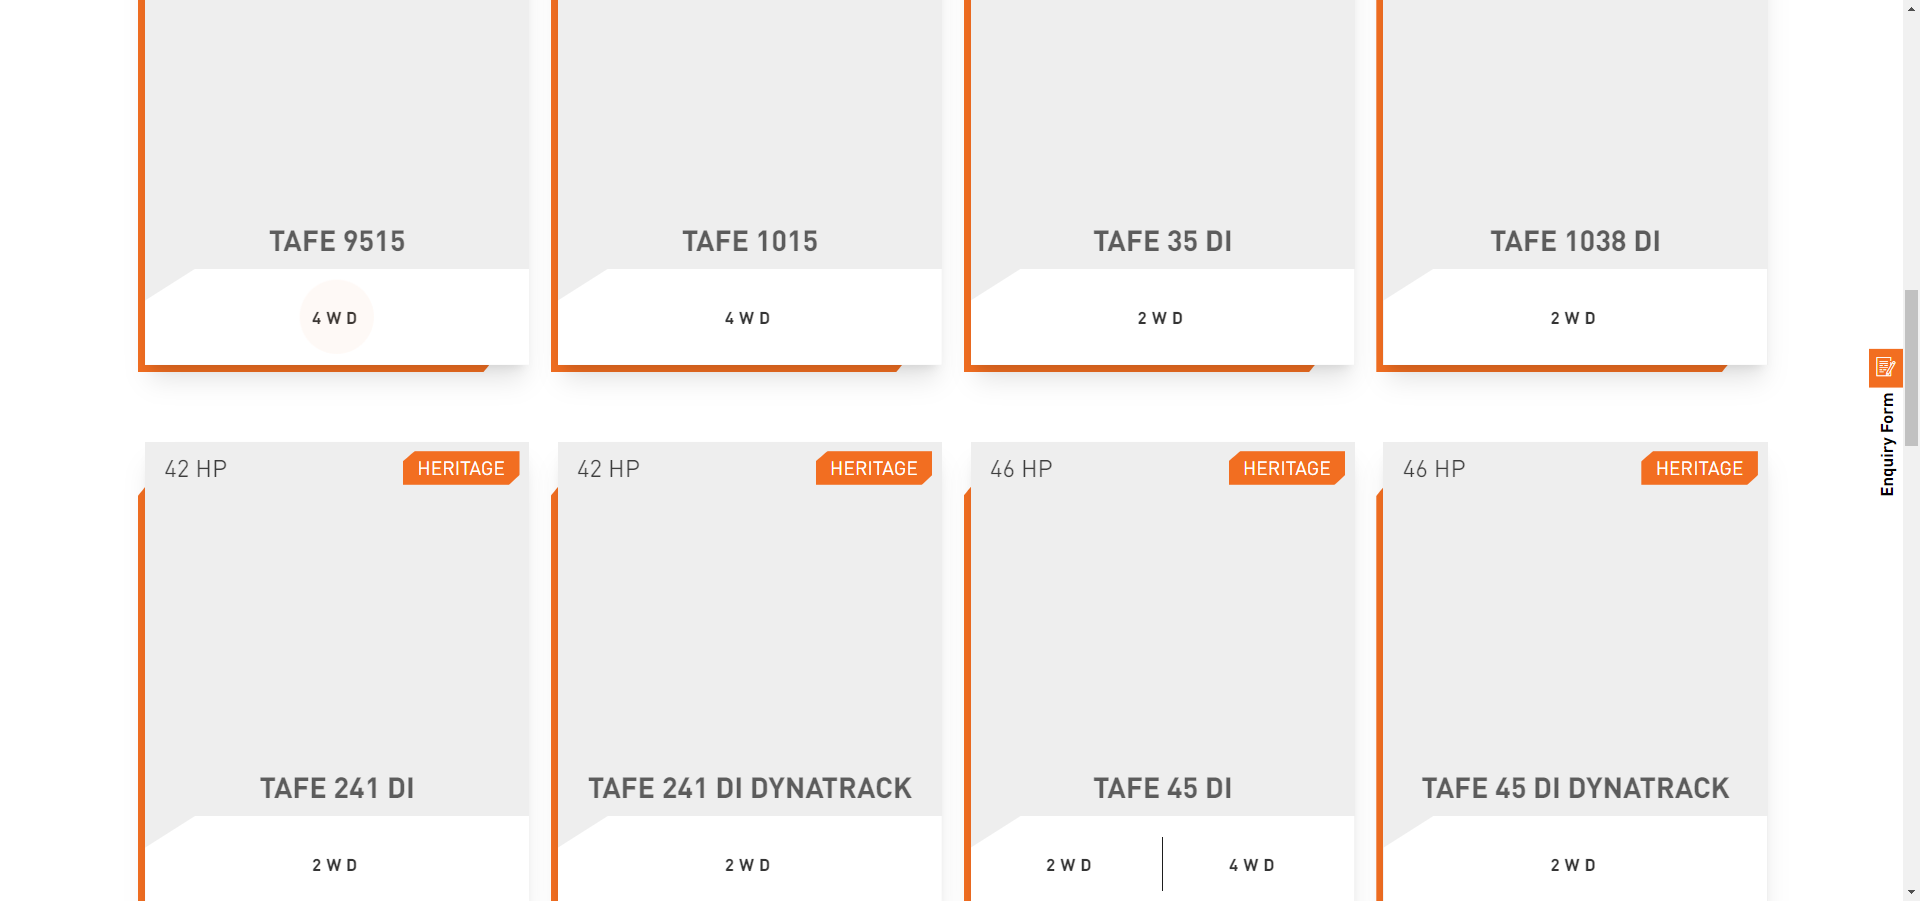 TAFE 9515
4 W D
TAFE 1015
4 W D
TAFE 35 DI
2 W D
TAFE 1038 DI
2 W D
Enquiry Form
42 HP
HERITAGE
TAFE 241 DI
2 W D
42 HP
HERITAGE
TAFE 241 DI DYNATRACK
2 W D
46 HP
HERITAGE
TAFE 45 DI
2 W D
4 W D
46 HP
HERITAGE
TAFE 45 DI DYNATRACK
2 W D